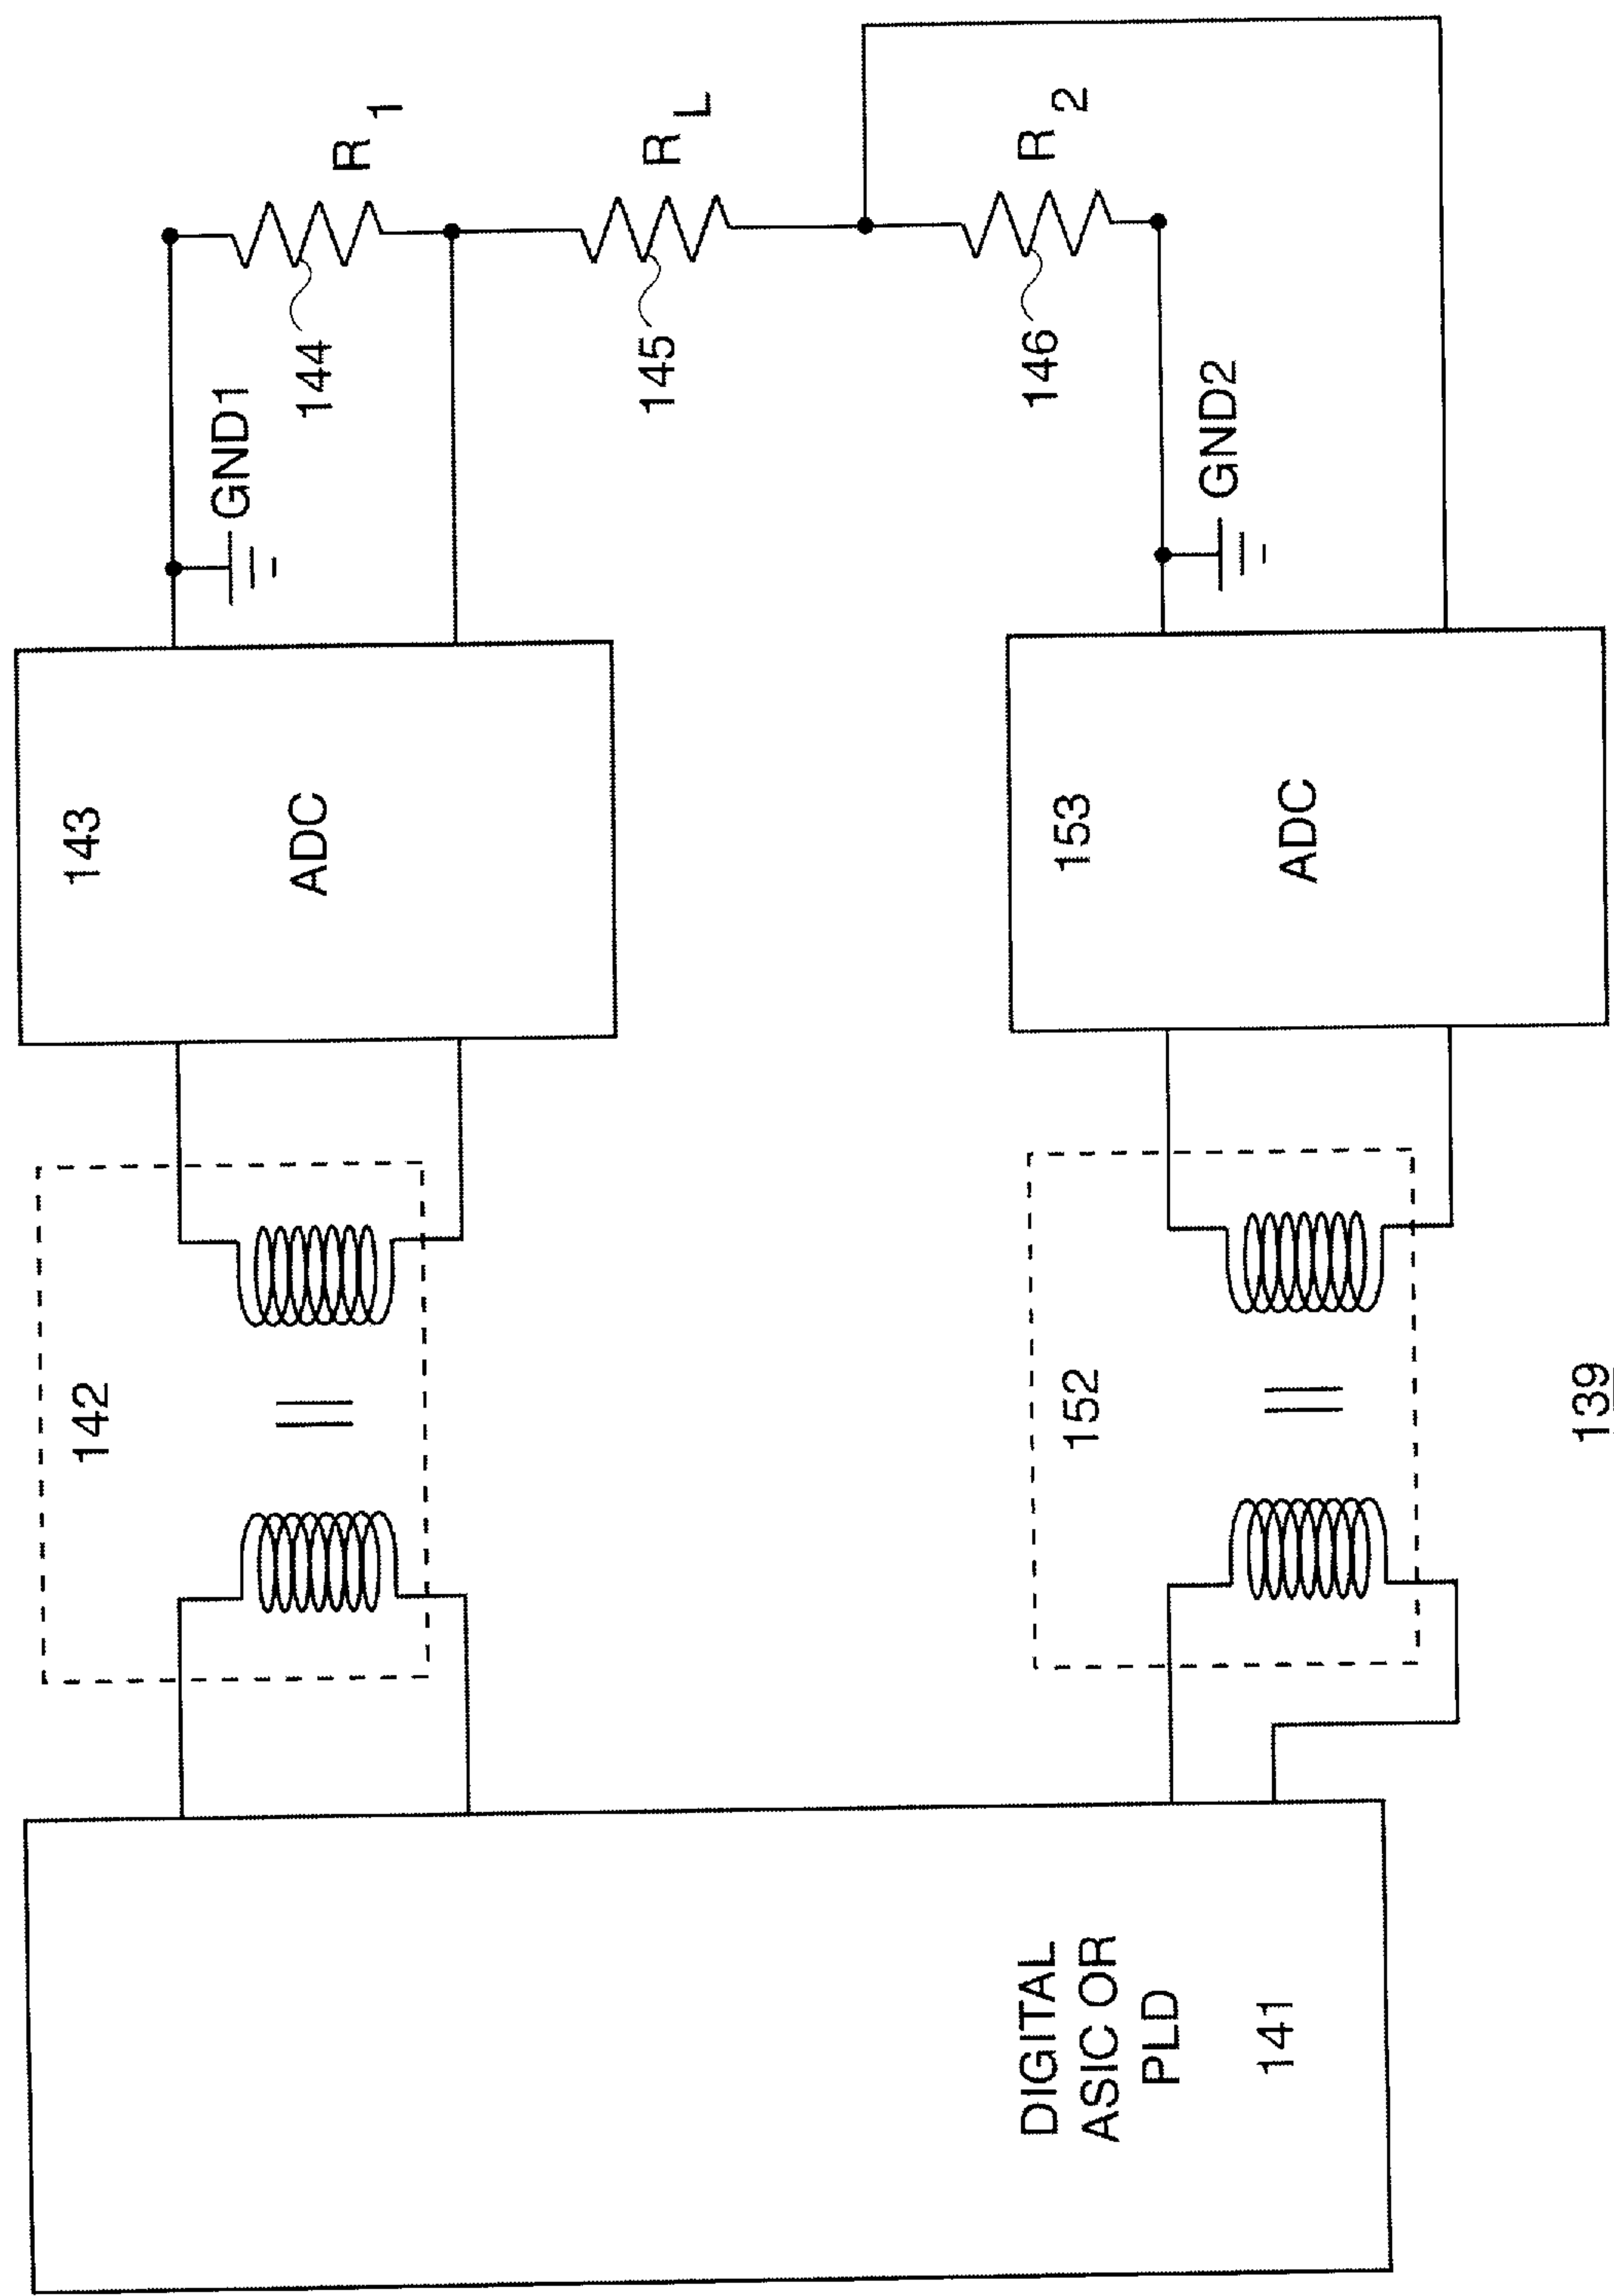 DIGITAL
ASIC OR
PLD
141
142
152
143
ADC
153
ADC
GND1
GND2
144
145
146
R 1
R L
R 2
139